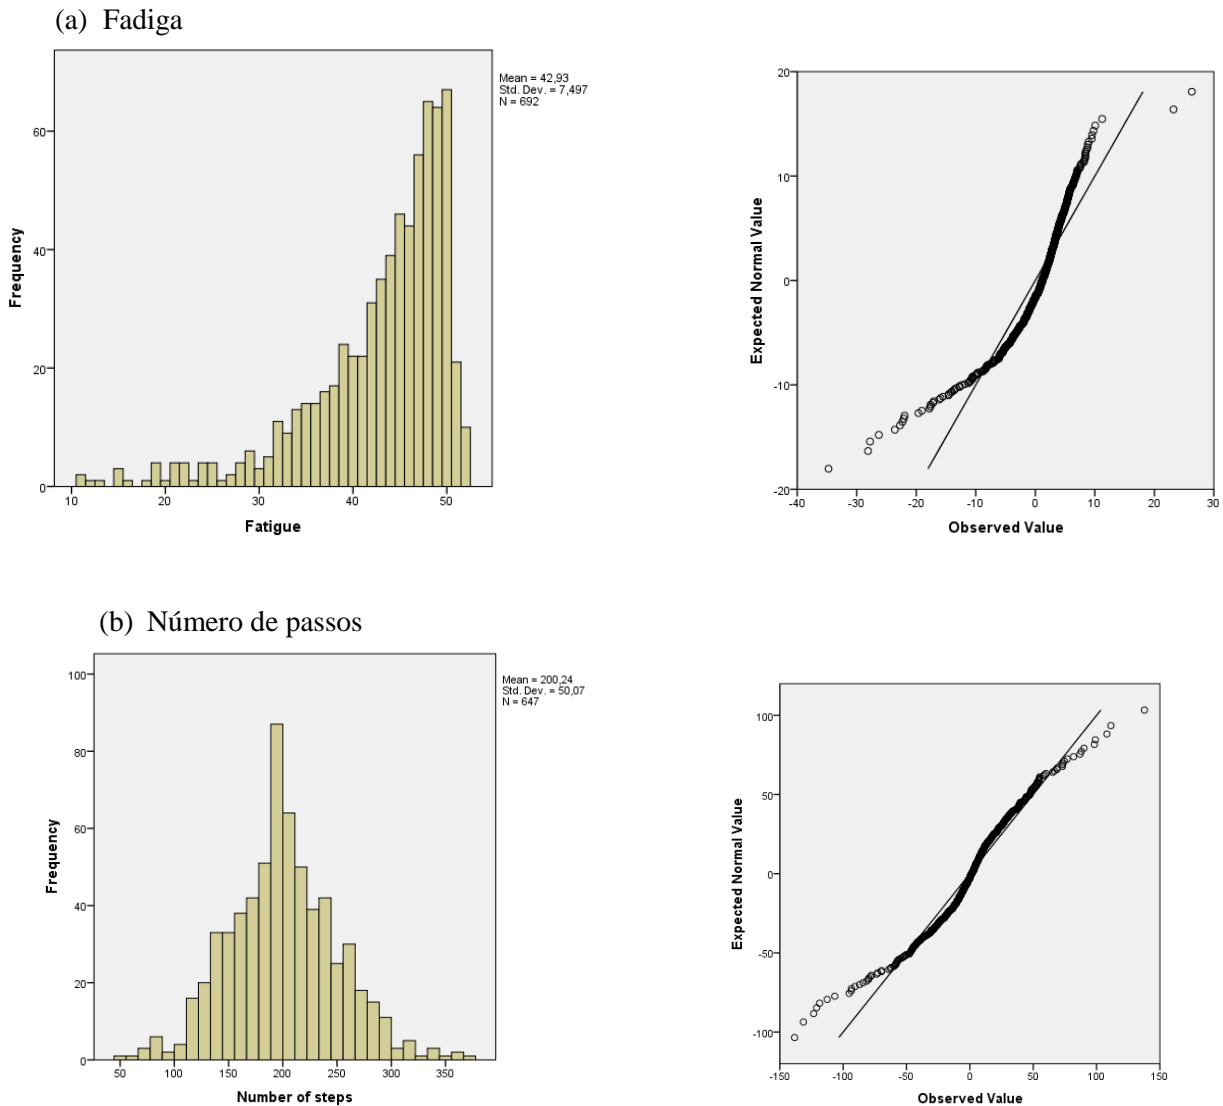 (a) Fadiga
Mean = 42,93
Std. Dev. = 7,497
N = 692
Frequency
60
40
20
0
10 20 30 40 50
Fatigue
Expected Normal Value
20
10
0
-10
-20
-40 -30 -20 -10 0 10 20 30
Observed Value
(b) Número de passos
Mean = 200,24
Std. Dev. = 50,07
N = 647
Frequency
100
80
60
40
20
0
50 100 150 200 250 300 350
Number of steps
Expected Normal Value
100
50
0
-50
-100
-150 -100 -50 0 50 100 150
Observed Value